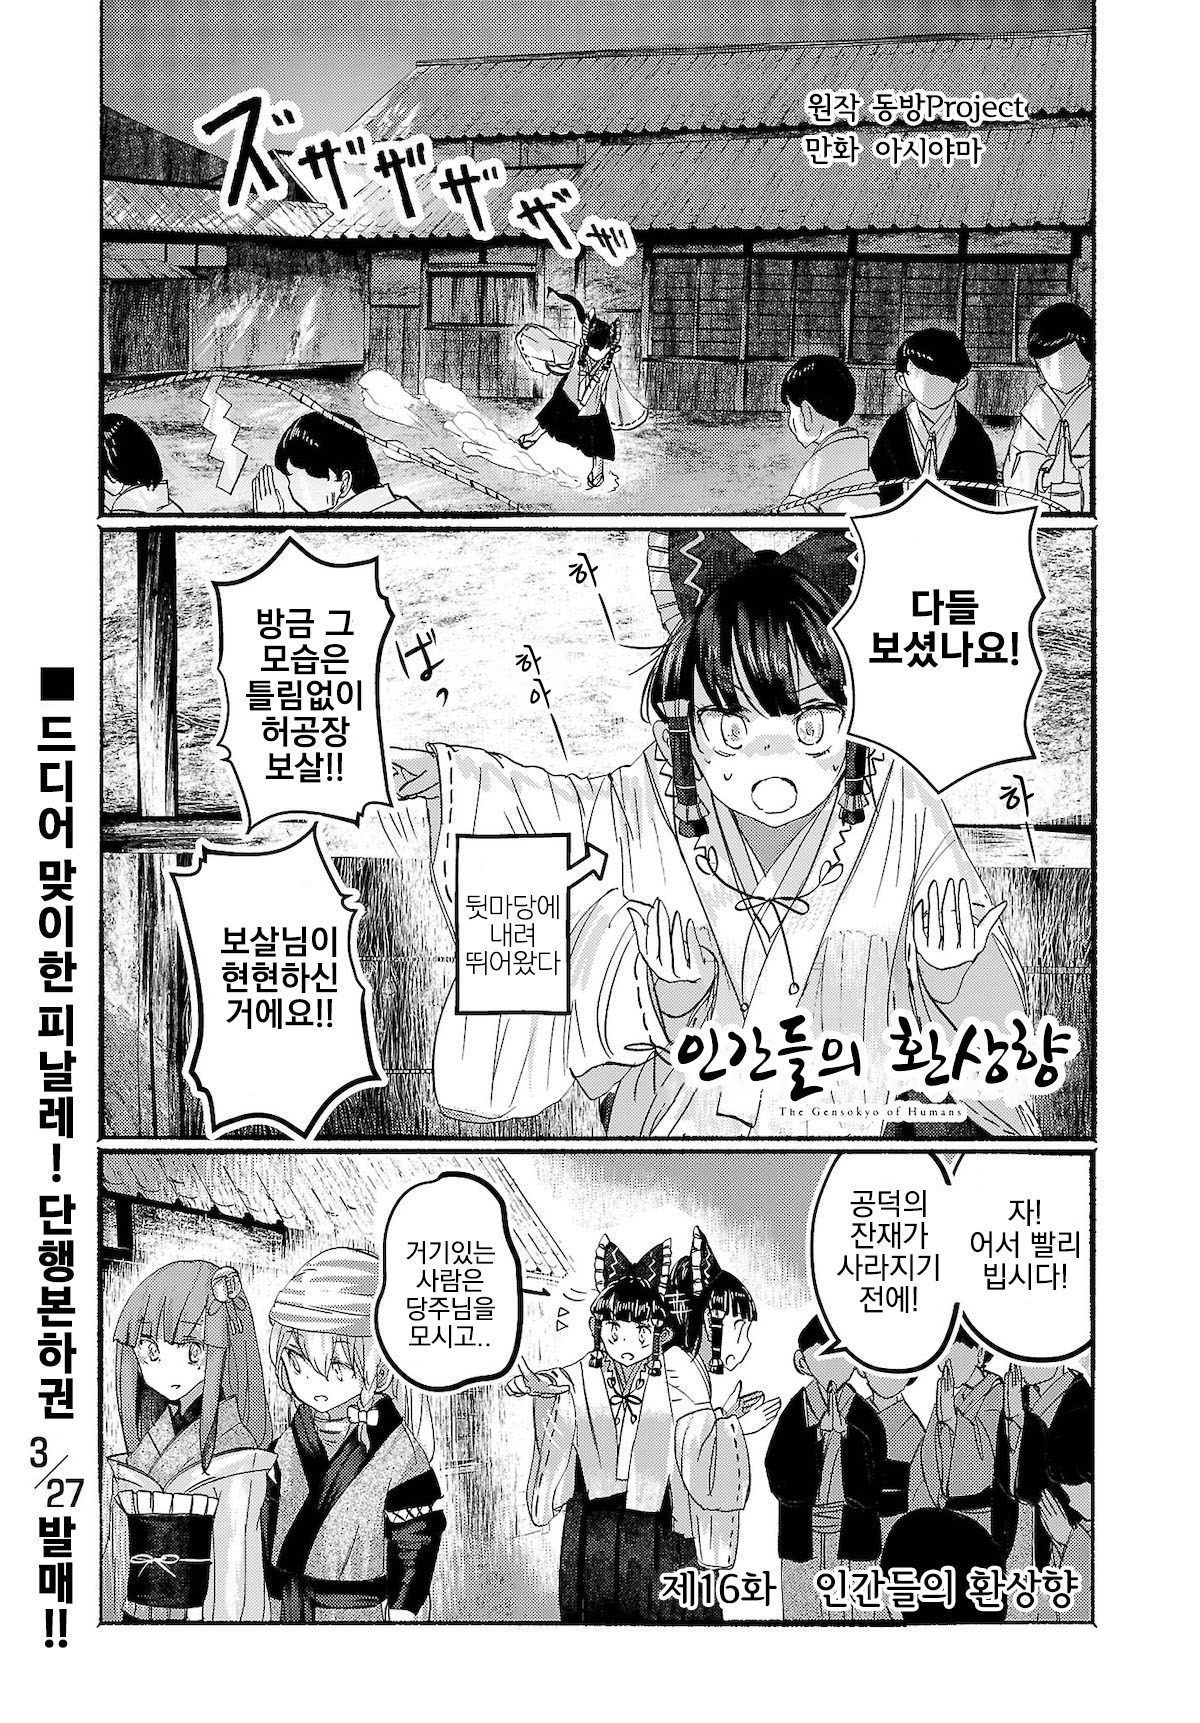 원작 동방Project
만화 아시야마
ズザザザザザ
다들
보셨나요!
하ー
하아ー
하ー
ばっ
방금 그
모습은
틀림없이
허공장
보살!!
뒷마당에
내려
뛰어왔다
보살님이
현현하신
거에요!!
인간들의 환상향
The Gensokyo of Humans
자!
어서 빨리
빕시다!
공덕의
잔재가
사라지기
전에!
거기있는
사람은
당주님을
모시고..
제16화 인간들의 환상향
■ 드디어 맞이한 피날레! 단행본하권 3/27 발매!!